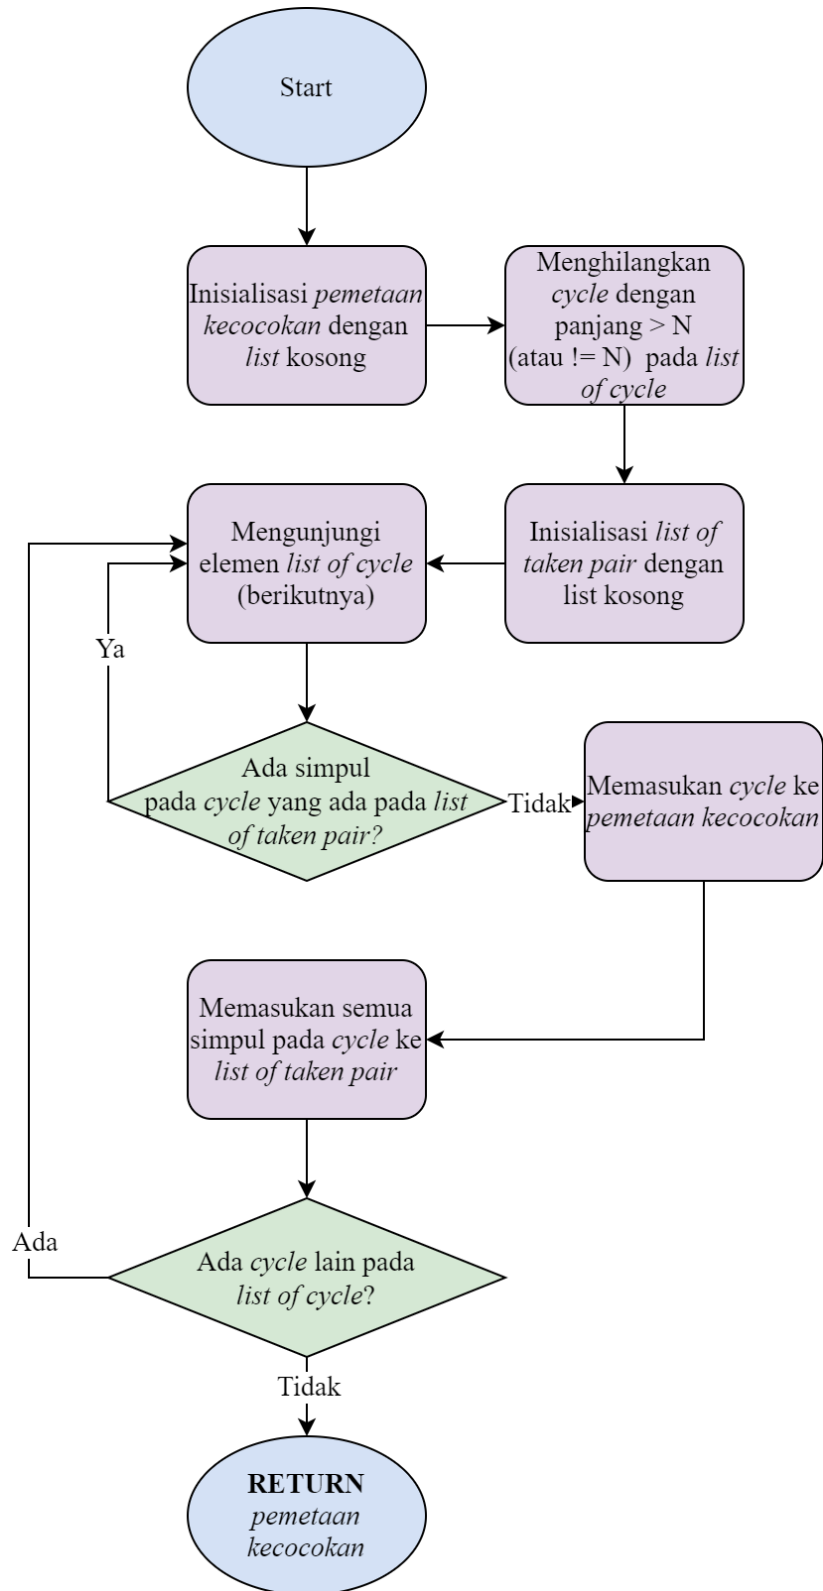 Start
Inisialisasi pemetaan
kecocokan dengan
list kosong
Menghilangkan
cycle dengan
panjang > N
(atau != N) pada list
of cycle
Mengunjungi
elemen list of cycle
(berikutnya)
Inisialisasi list of
taken pair dengan
list kosong
Ya
Ada simpul
pada cycle yang ada pada list
of taken pair?
Tidak
Memasukan cycle ke
pemetaan kecocokan
Memasukan semua
simpul pada cycle ke
list of taken pair
Ada
Ada cycle lain pada
list of cycle?
Tidak
RETURN
pemetaan
kecocokan